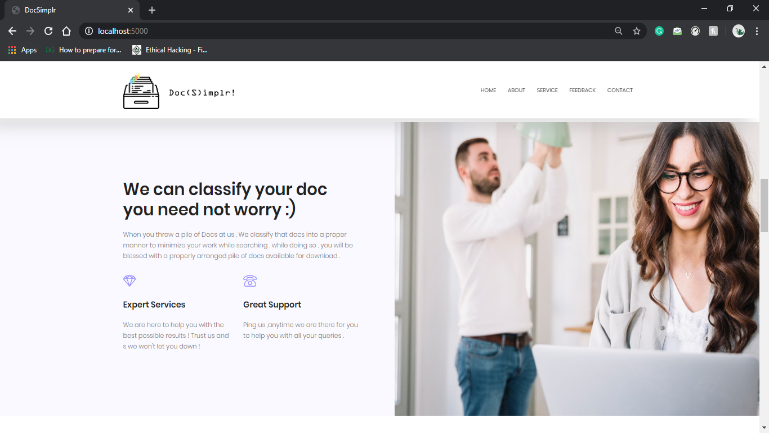 DocSimplr
localhost:5000
Apps
How to prepare for...
Ethical Hacking - Fi...
Doc(S)implr!
HOME ABOUT SERVICE FEEDBACK CONTACT
We can classify your doc
you need not worry :)
When you throw a pile of Docs at us , We classify that docs into a proper
manner to minimize your work while searching . while doing so , you will be
blessed with a properly arranged pile of docs available for download .
Expert Services
We are here to help you with the
best possible results ! Trust us and
s we won't let you down !
Great Support
Ping us ,anytime we are there for you
to help you with all your queries .